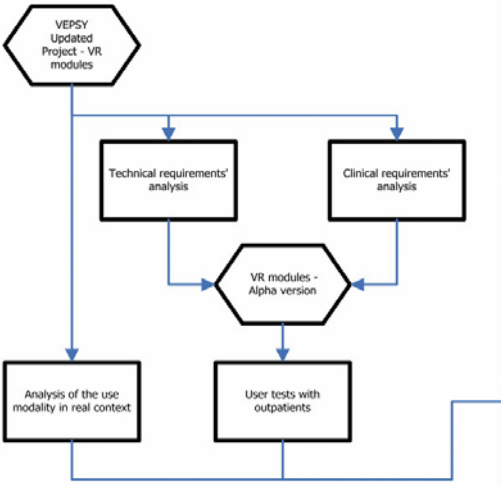 VEPSY
Updated
Project - VR
modules
Technical requirements'
analysis
Clinical requirements'
analysis
VR modules -
Alpha version
Analysis of the use
modality in real context
User tests with
outpatients